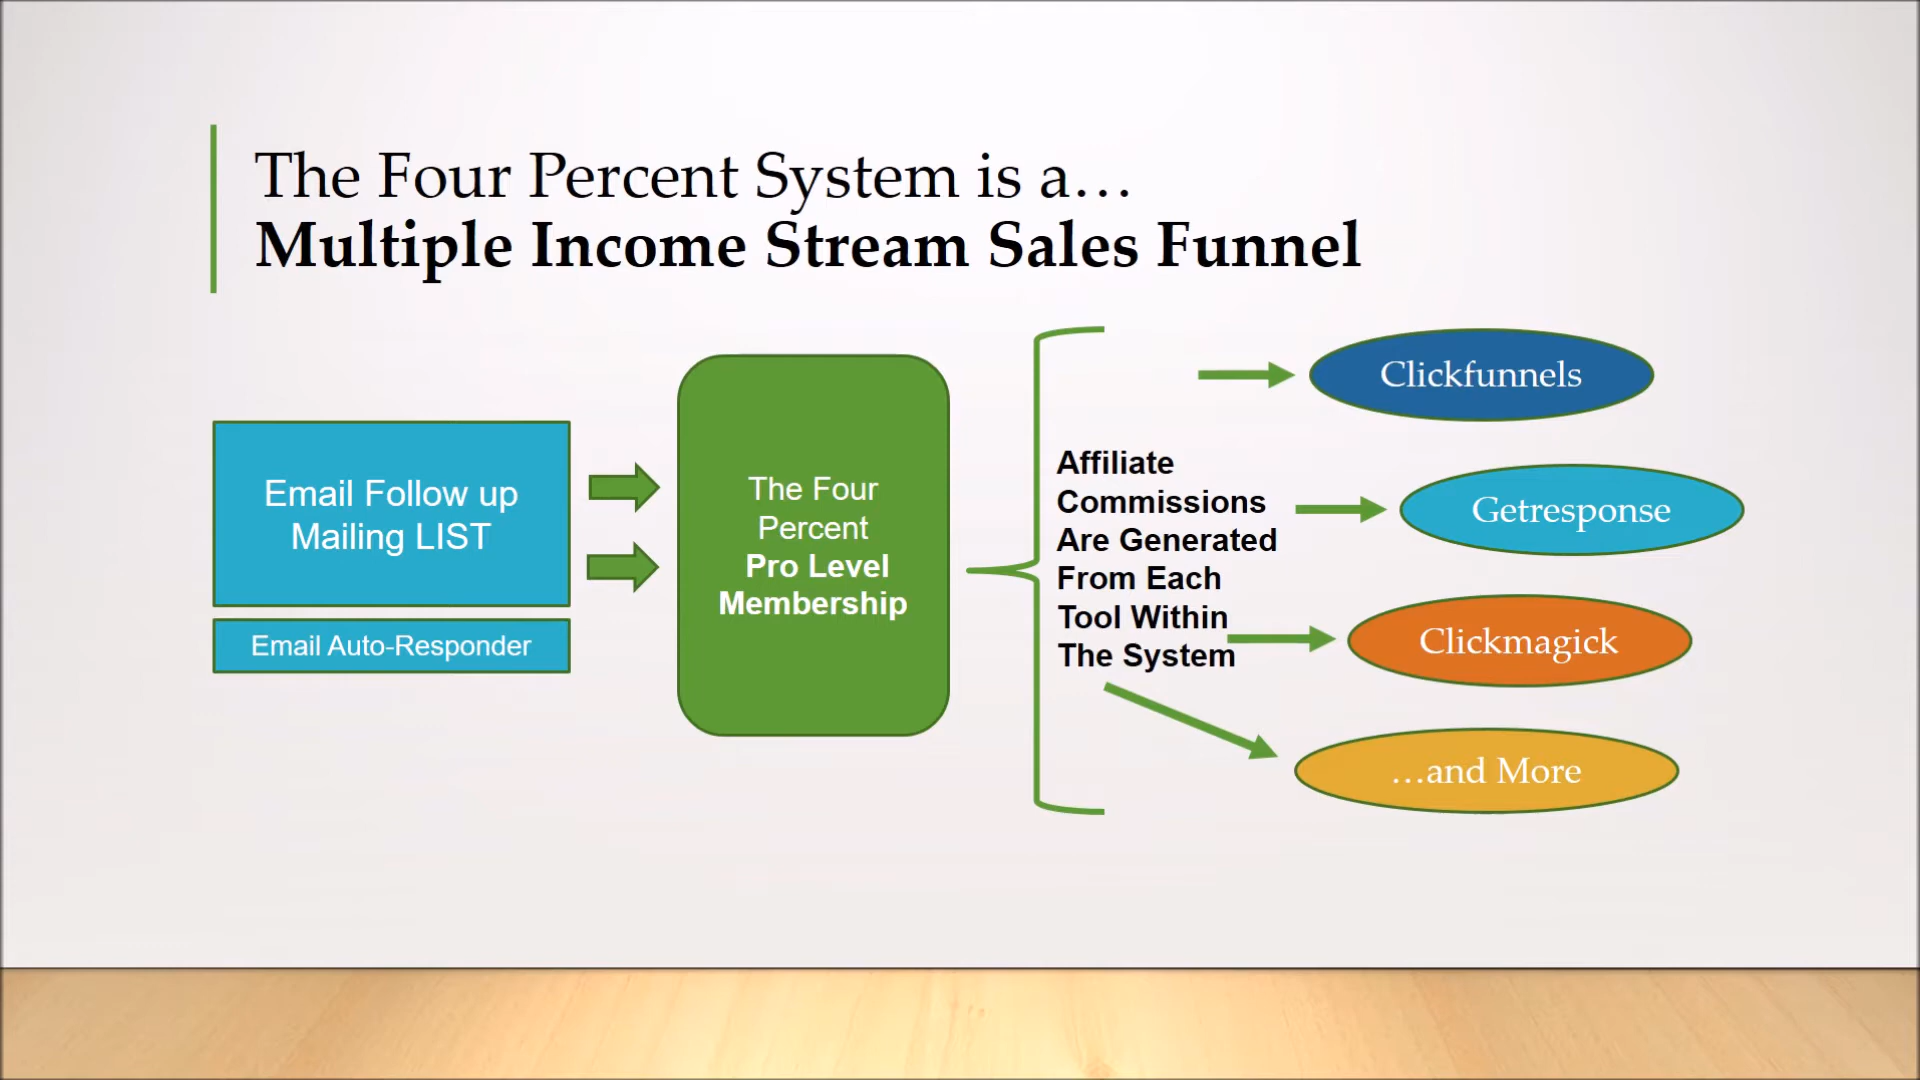 The Four Percent System is a…
Multiple Income Stream Sales Funnel
Email Follow up
Mailing LIST
Email Auto-Responder
The Four
Percent
Pro Level
Membership
Affiliate
Commissions
Are Generated
From Each
Tool Within
The System
Clickfunnels
Getresponse
Clickmagick
…and More